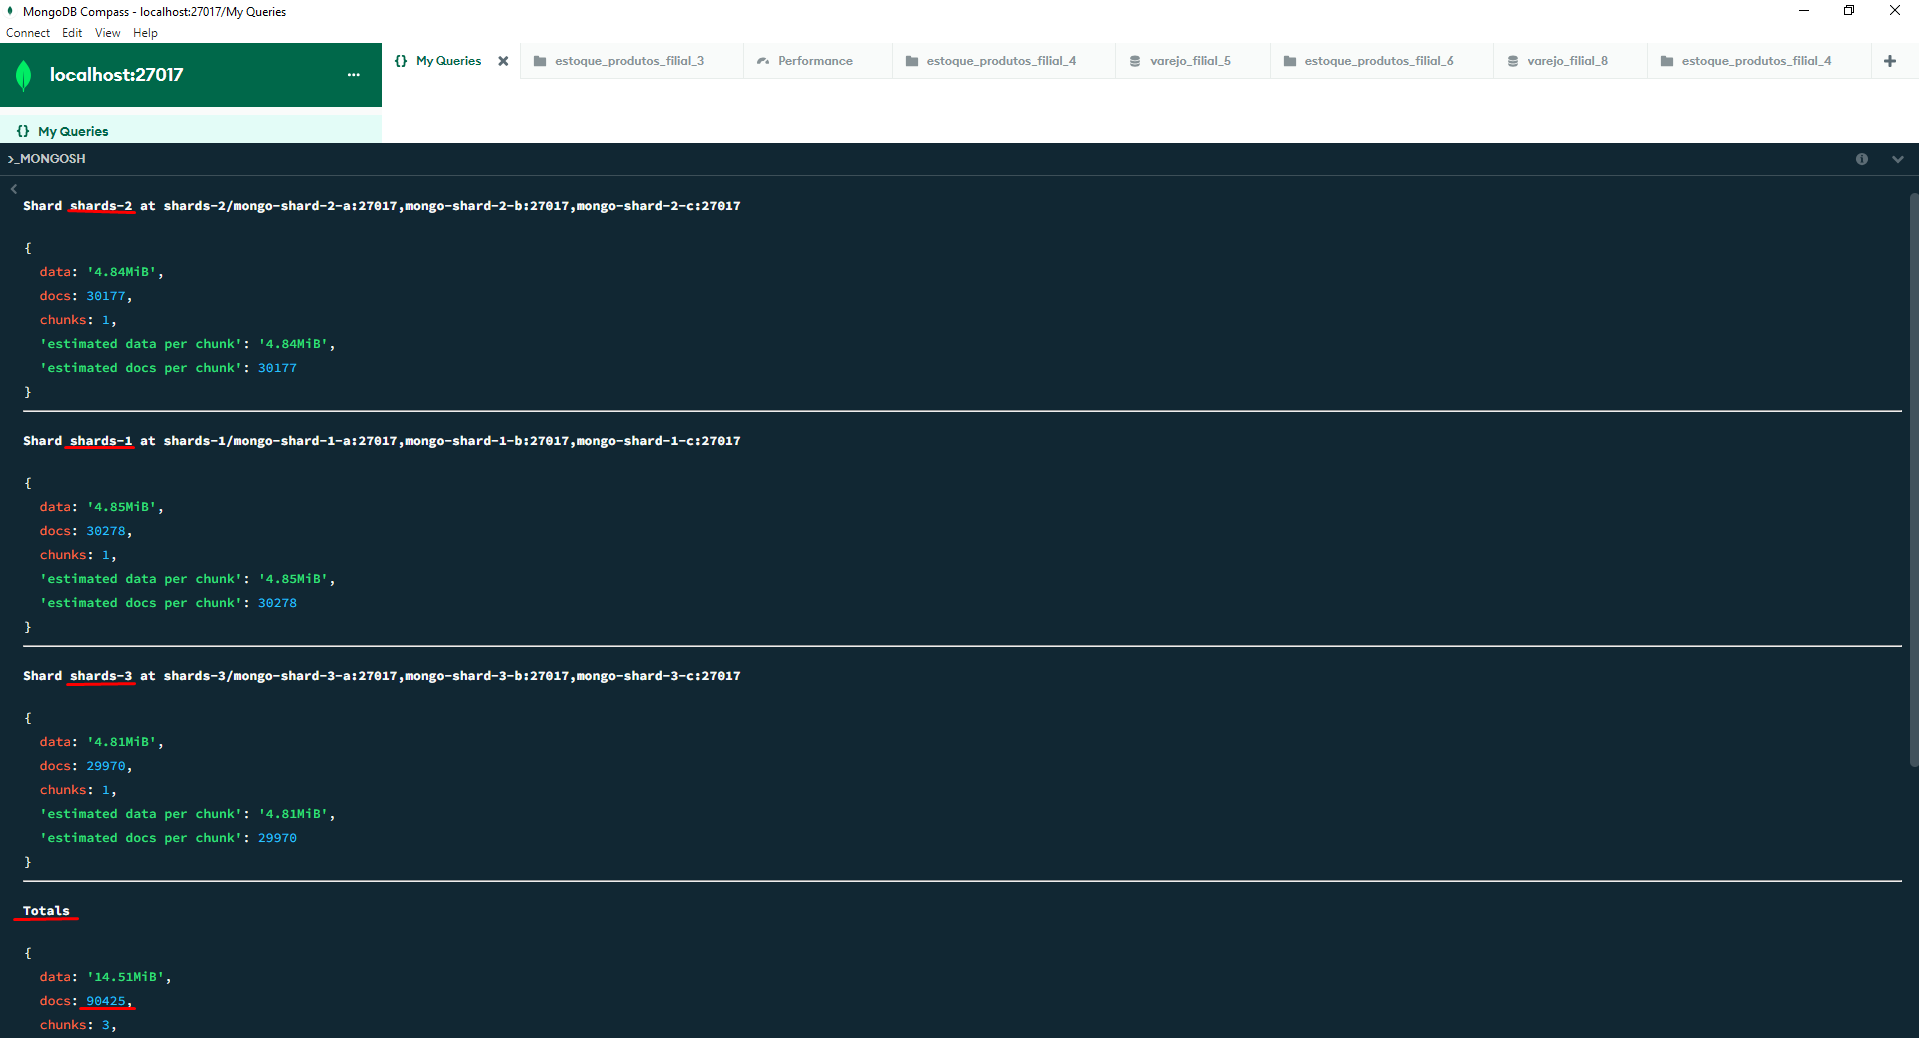 MongoDB Compass - localhost:27017/My Queries
Connect Edit View Help
localhost:27017 ...
{} My Queries
My Queries estoque_produtos_filial_3 Performance estoque_produtos_filial_4 varejo_filial_5 estoque_produtos_filial_6 varejo_filial_8 estoque_produtos_filial_4
>_MONGOSH
Shard shards-2 at shards-2/mongo-shard-2-a:27017,mongo-shard-2-b:27017,mongo-shard-2-c:27017
{
data: '4.84MiB',
docs: 30177,
chunks: 1,
'estimated data per chunk': '4.84MiB',
'estimated docs per chunk': 30177
}
Shard shards-1 at shards-1/mongo-shard-1-a:27017,mongo-shard-1-b:27017,mongo-shard-1-c:27017
{
data: '4.85MiB',
docs: 30278,
chunks: 1,
'estimated data per chunk': '4.85MiB',
'estimated docs per chunk': 30278
}
Shard shards-3 at shards-3/mongo-shard-3-a:27017,mongo-shard-3-b:27017,mongo-shard-3-c:27017
{
data: '4.81MiB',
docs: 29970,
chunks: 1,
'estimated data per chunk': '4.81MiB',
'estimated docs per chunk': 29970
}
Totals
{
data: '14.51MiB',
docs: 90425,
chunks: 3,